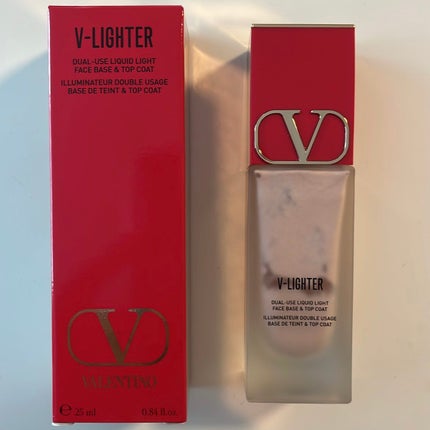 V-LIGHTER
DUAL-USE LIQUID LIGHT
FACE BASE & TOP COAT
ILLUMINATEUR DOUBLE USAGE
BASE DE TEINT & TOP COAT
V
VALENTINO
℮ 25 ml 0.84 fl.oz.
V
V-LIGHTER
DUAL-USE LIQUID LIGHT
FACE BASE & TOP COAT
ILLUMINATEUR DOUBLE USAGE
BASE DE TEINT & TOP COAT